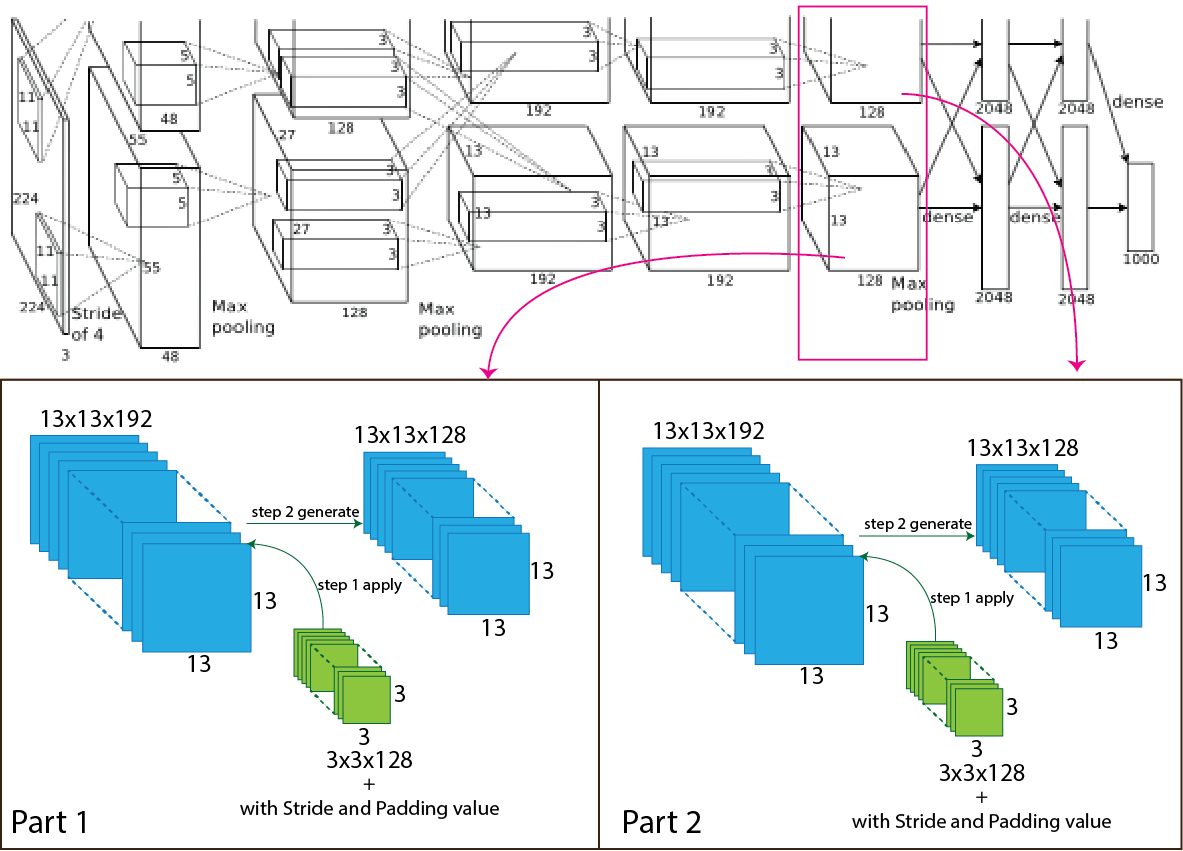 3
3
3
3
3
3
5
5
3
3
11
11
48
128
192
192
128
2048
2048
dense
55
27
13
13
13
5
5
3
3
3
3
3
3
224
27
3
3
13
13
13
dense
dense
11
11
55
224
Stride
of 4
3
48
Max
pooling
128
Max
pooling
192
192
128
Max
pooling
2048
2048
1000
13x13x192
13x13x128
step 2 generate
step 1 apply
13
13
13
13
3
3
3x3x128
+
with Stride and Padding value
Part 1
13x13x192
13x13x128
step 2 generate
step 1 apply
13
13
13
13
3
3
3x3x128
+
with Stride and Padding value
Part 2